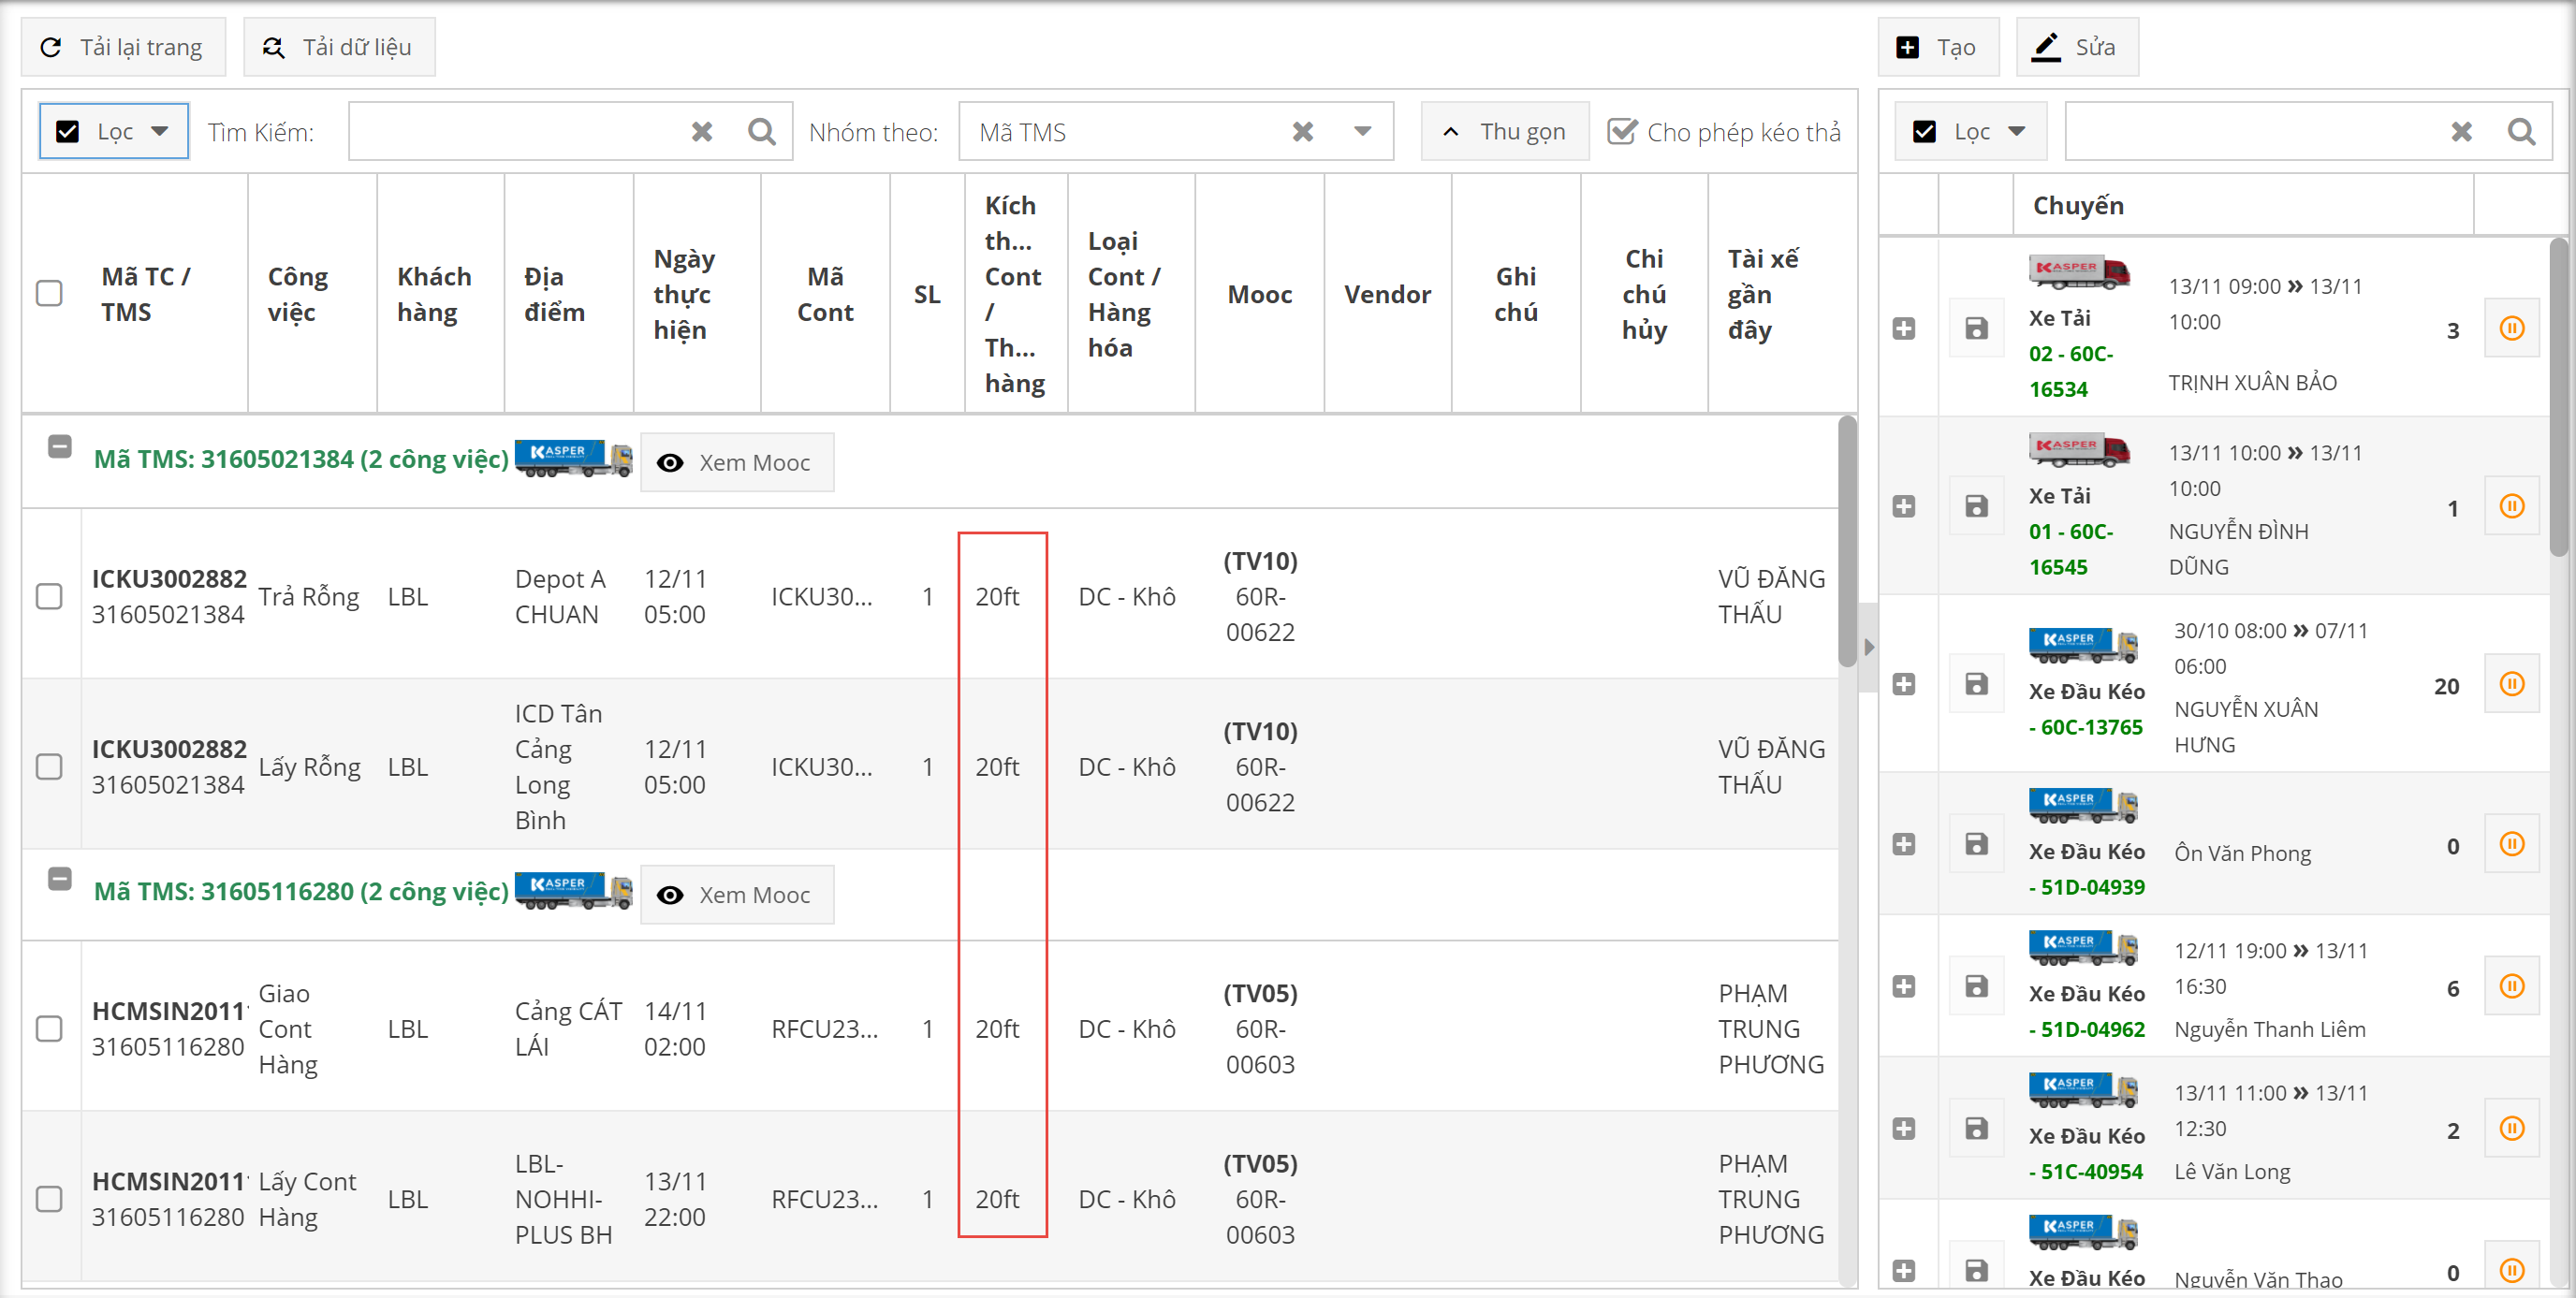 Tải lại trang
Tải dữ liệu
Tạo
Sửa
Lọc
Tìm Kiếm:
Nhóm theo:
Mã TMS
Thu gọn
Cho phép kéo thả
Lọc
Mã TC /
TMS
Công
việc
Khách
hàng
Địa
điểm
Ngày
thực
hiện
Mã
Cont
SL
Kích
th...
Cont
/
Th...
hàng
Loại
Cont /
Hàng
hóa
Mooc
Vendor
Ghi
chú
Chi
chú
hủy
Tài xế
gần
đây
Mã TMS: 31605021384 (2 công việc)
KASPER
Xem Mooc
ICKU3002882
31605021384
Trả Rỗng
LBL
Depot A
CHUAN
12/11
05:00
ICKU30...
1
20ft
DC - Khô
(TV10)
60R-
00622
VŨ ĐĂNG
THẤU
ICKU3002882
31605021384
Lấy Rỗng
LBL
ICD Tân
Cảng
Long
Bình
12/11
05:00
ICKU30...
1
20ft
DC - Khô
(TV10)
60R-
00622
VŨ ĐĂNG
THẤU
Mã TMS: 31605116280 (2 công việc)
KASPER
Xem Mooc
HCMSIN2011
31605116280
Giao
Cont
Hàng
LBL
Cảng CÁT
LÁI
14/11
02:00
RFCU23...
1
20ft
DC - Khô
(TV05)
60R-
00603
PHẠM
TRUNG
PHƯƠNG
HCMSIN2011
31605116280
Lấy Cont
Hàng
LBL
LBL-
NOHHI-
PLUS BH
13/11
22:00
RFCU23...
1
20ft
DC - Khô
(TV05)
60R-
00603
PHẠM
TRUNG
PHƯƠNG
Chuyến
KASPER
Xe Tải
02 - 60C-
16534
13/11 09:00 » 13/11
10:00
TRỊNH XUÂN BẢO
3
KASPER
Xe Tải
01 - 60C-
16545
13/11 10:00 » 13/11
10:00
NGUYỄN ĐÌNH
DŨNG
1
KASPER
Xe Đầu Kéo
- 60C-13765
30/10 08:00 » 07/11
06:00
NGUYỄN XUÂN
HƯNG
20
KASPER
Xe Đầu Kéo
- 51D-04939
Ôn Văn Phong
0
KASPER
Xe Đầu Kéo
- 51D-04962
12/11 19:00 » 13/11
16:30
Nguyễn Thanh Liêm
6
KASPER
Xe Đầu Kéo
- 51C-40954
13/11 11:00 » 13/11
12:30
Lê Văn Long
2
KASPER
Xe Đầu Kéo
Nguyễn Văn Thao
0